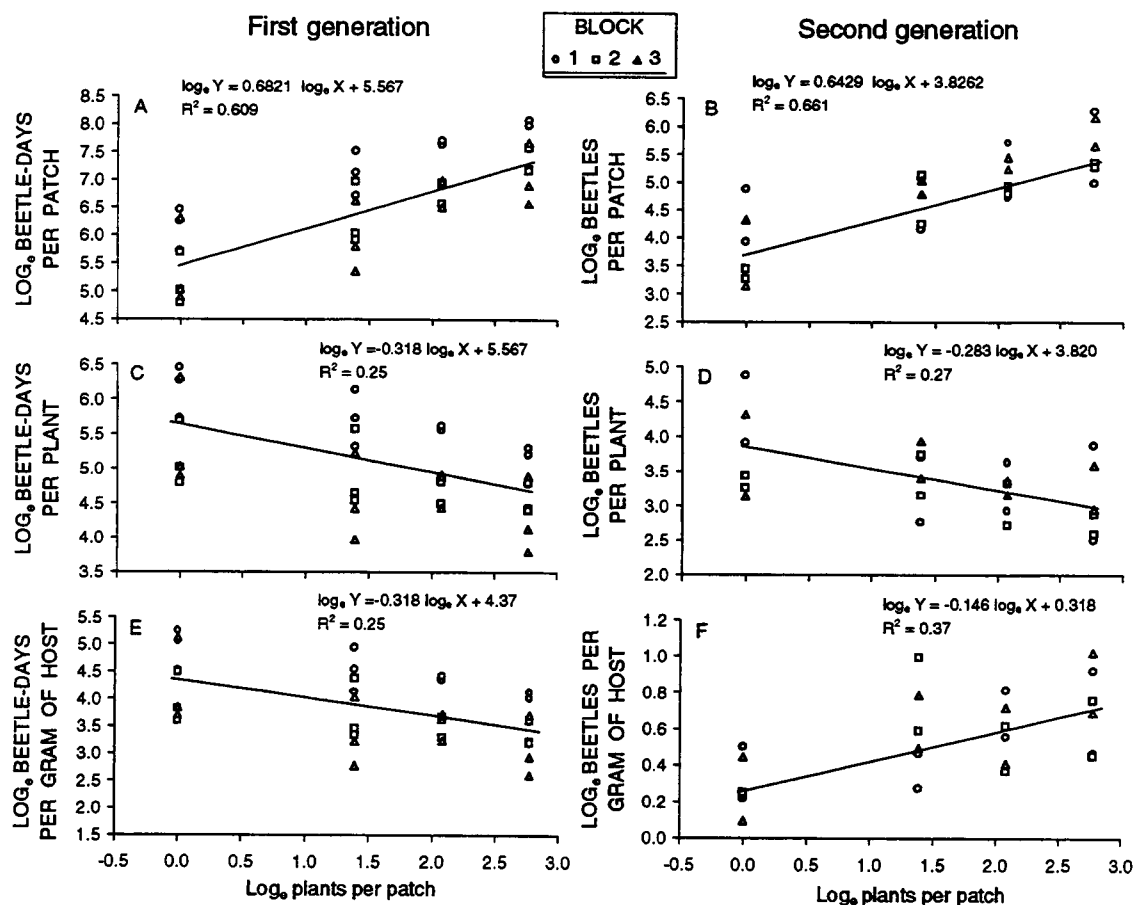 First generation
BLOCK
○ 1 □ 2 ▲ 3
Second generation
A
logₑ Y = 0.6821 logₑ X + 5.567
R² = 0.609
LOGₑ BEETLE-DAYS
PER PATCH
8.5
8.0
7.5
7.0
6.5
6.0
5.5
5.0
4.5
B
logₑ Y = 0.6429 logₑ X + 3.8262
R² = 0.661
LOGₑ BEETLES
PER PATCH
6.5
6.0
5.5
5.0
4.5
4.0
3.5
3.0
2.5
C
logₑ Y =-0.318 logₑ X + 5.567
R² = 0.25
LOGₑ BEETLE-DAYS
PER PLANT
6.5
6.0
5.5
5.0
4.5
4.0
3.5
D
logₑ Y =-0.283 logₑ X + 3.820
R² = 0.27
LOGₑ BEETLES
PER PLANT
5.0
4.5
4.0
3.5
3.0
2.5
2.0
E
logₑ Y =-0.318 logₑ X + 4.37
R² = 0.25
LOGₑ BEETLE-DAYS
PER GRAM OF HOST
5.5
5.0
4.5
4.0
3.5
3.0
2.5
2.0
1.5
-0.5 0.0 0.5 1.0 1.5 2.0 2.5 3.0
Logₑ plants per patch
F
logₑ Y = -0.146 logₑ X + 0.318
R² = 0.37
LOGₑ BEETLES PER
GRAM OF HOST
1.2
1.0
0.8
0.6
0.4
0.2
0.0
-0.5 0.0 0.5 1.0 1.5 2.0 2.5 3.0
Logₑ plants per patch